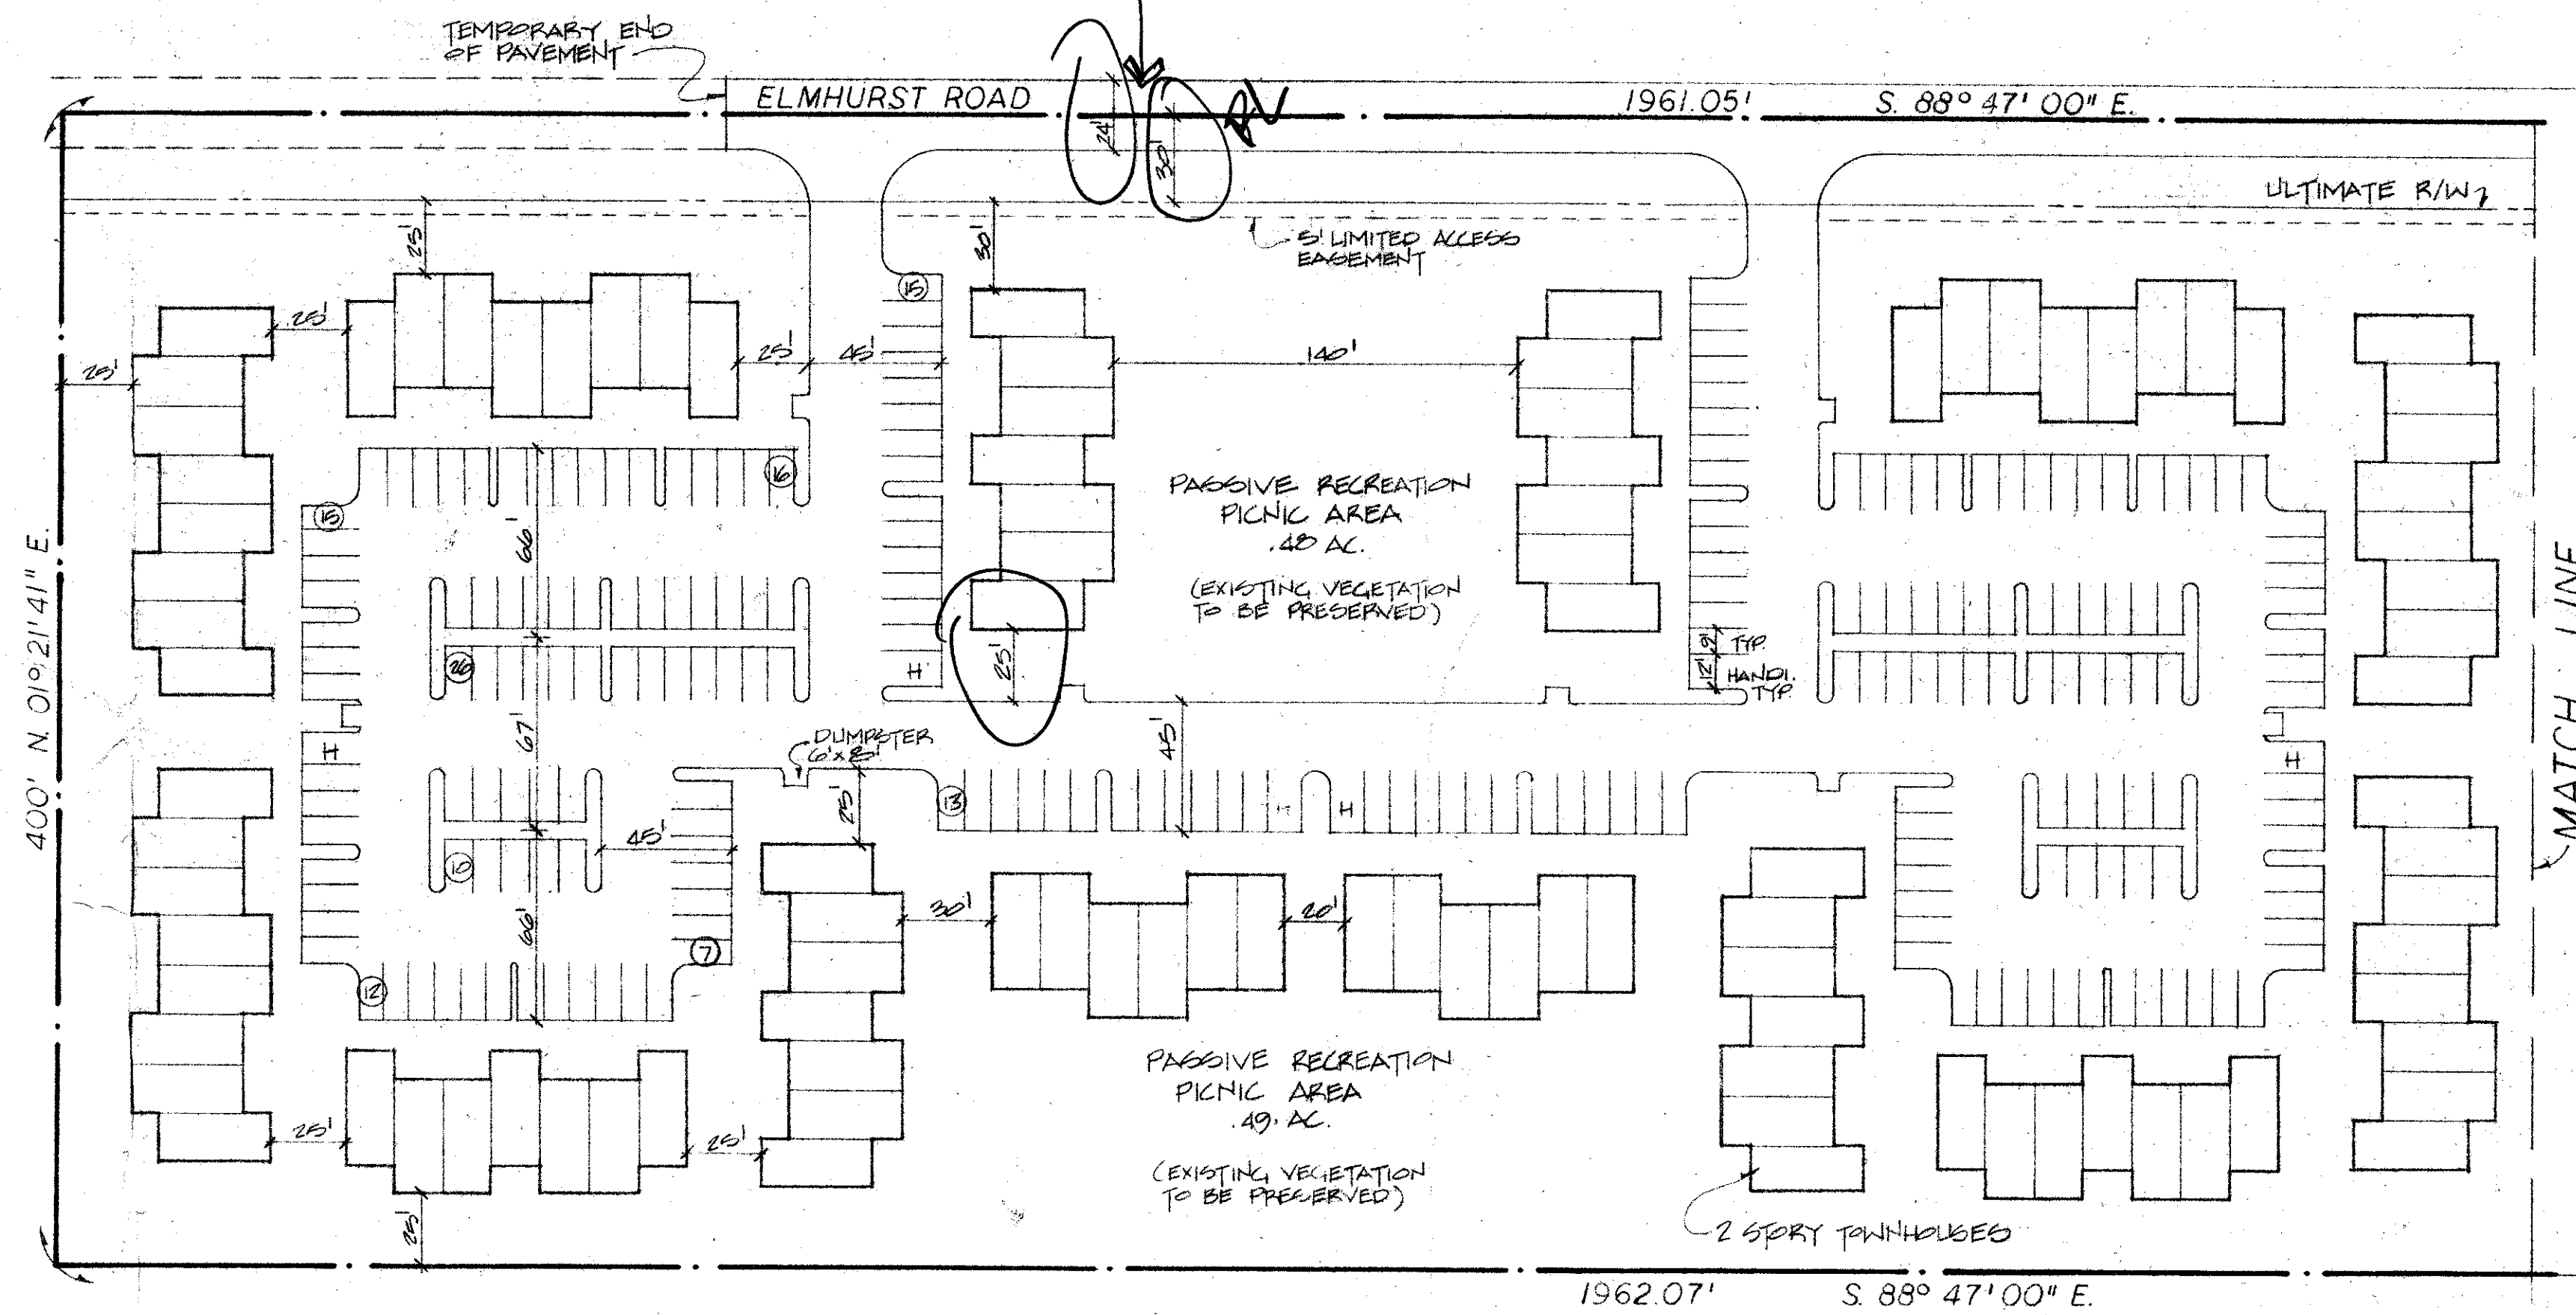 TEMPORARY END
OF PAVEMENT
ELMHURST ROAD
1961.05'
S. 88° 47' 00" E.
24'
30'
ULTIMATE R/W
25'
30'
5' LIMITED ACCESS
EASEMENT
15
25'
25'
25'
45'
140'
16
15
66'
PASSIVE RECREATION
PICNIC AREA
.48 AC.
(EXISTING VEGETATION
TO BE PRESERVED)
400' N. 01° 21' 41" E.
26
H
25'
9' TYP.
12' HANDI.
TYP.
MATCH LINE
67'
DUMPSTER
6' x 8'
H
45'
H
25'
13
H
H
45'
16
66'
30'
20'
7
12
PASSIVE RECREATION
PICNIC AREA
.49 AC.
(EXISTING VEGETATION
TO BE PRESERVED)
25'
25'
25'
2 STORY TOWNHOUSES
1962.07'
S. 88° 47' 00" E.